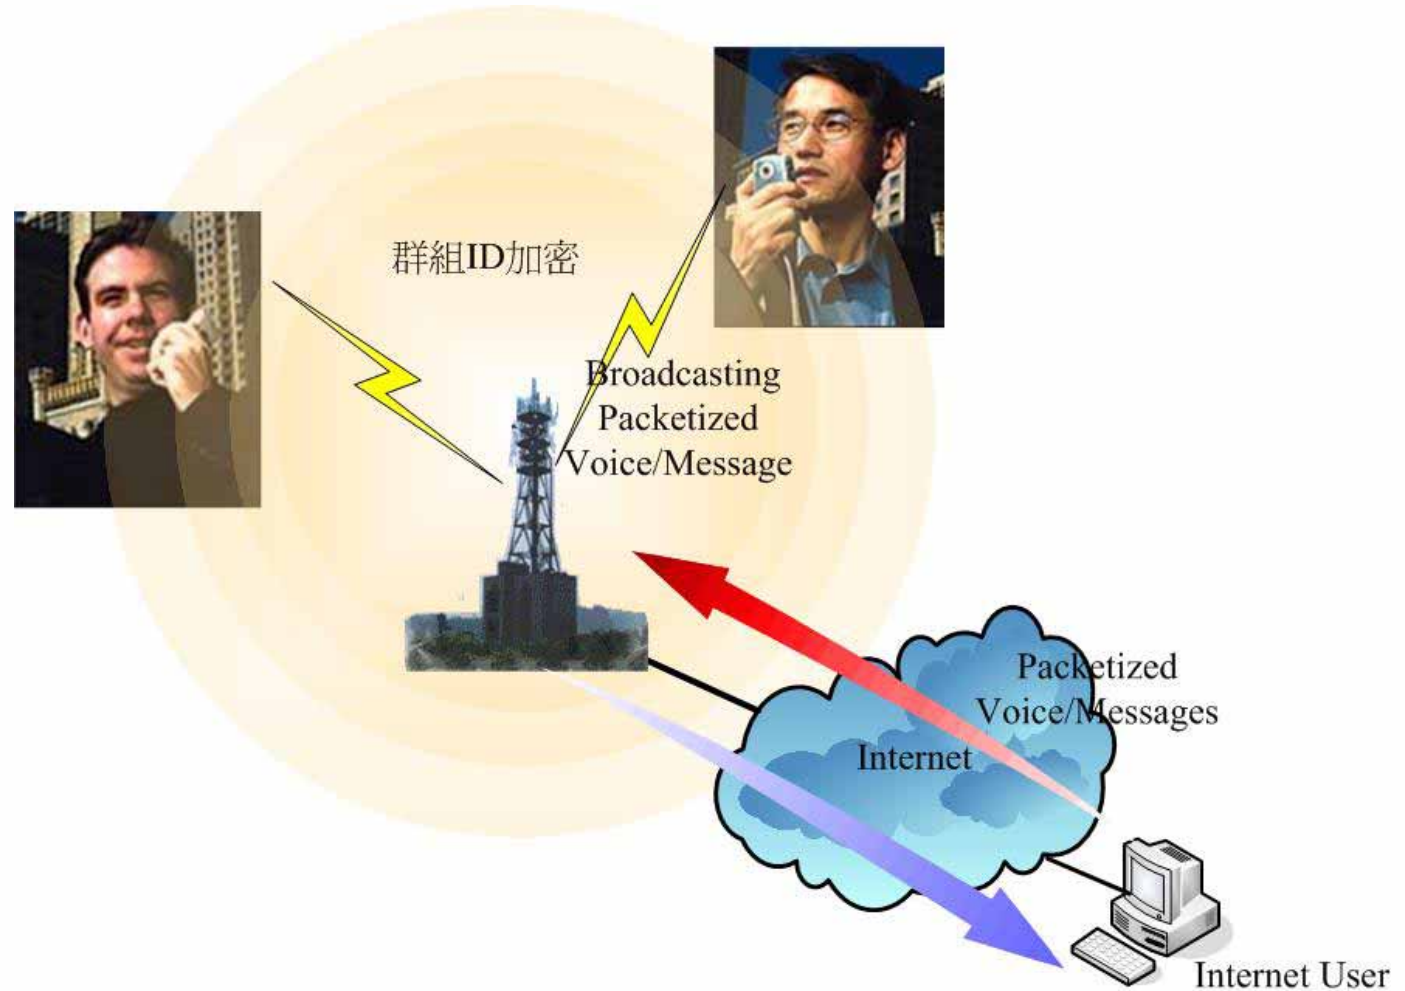 群組ID加密
Broadcasting
Packetized
Voice/Message
Packetized
Voice/Messages
Internet
Internet User